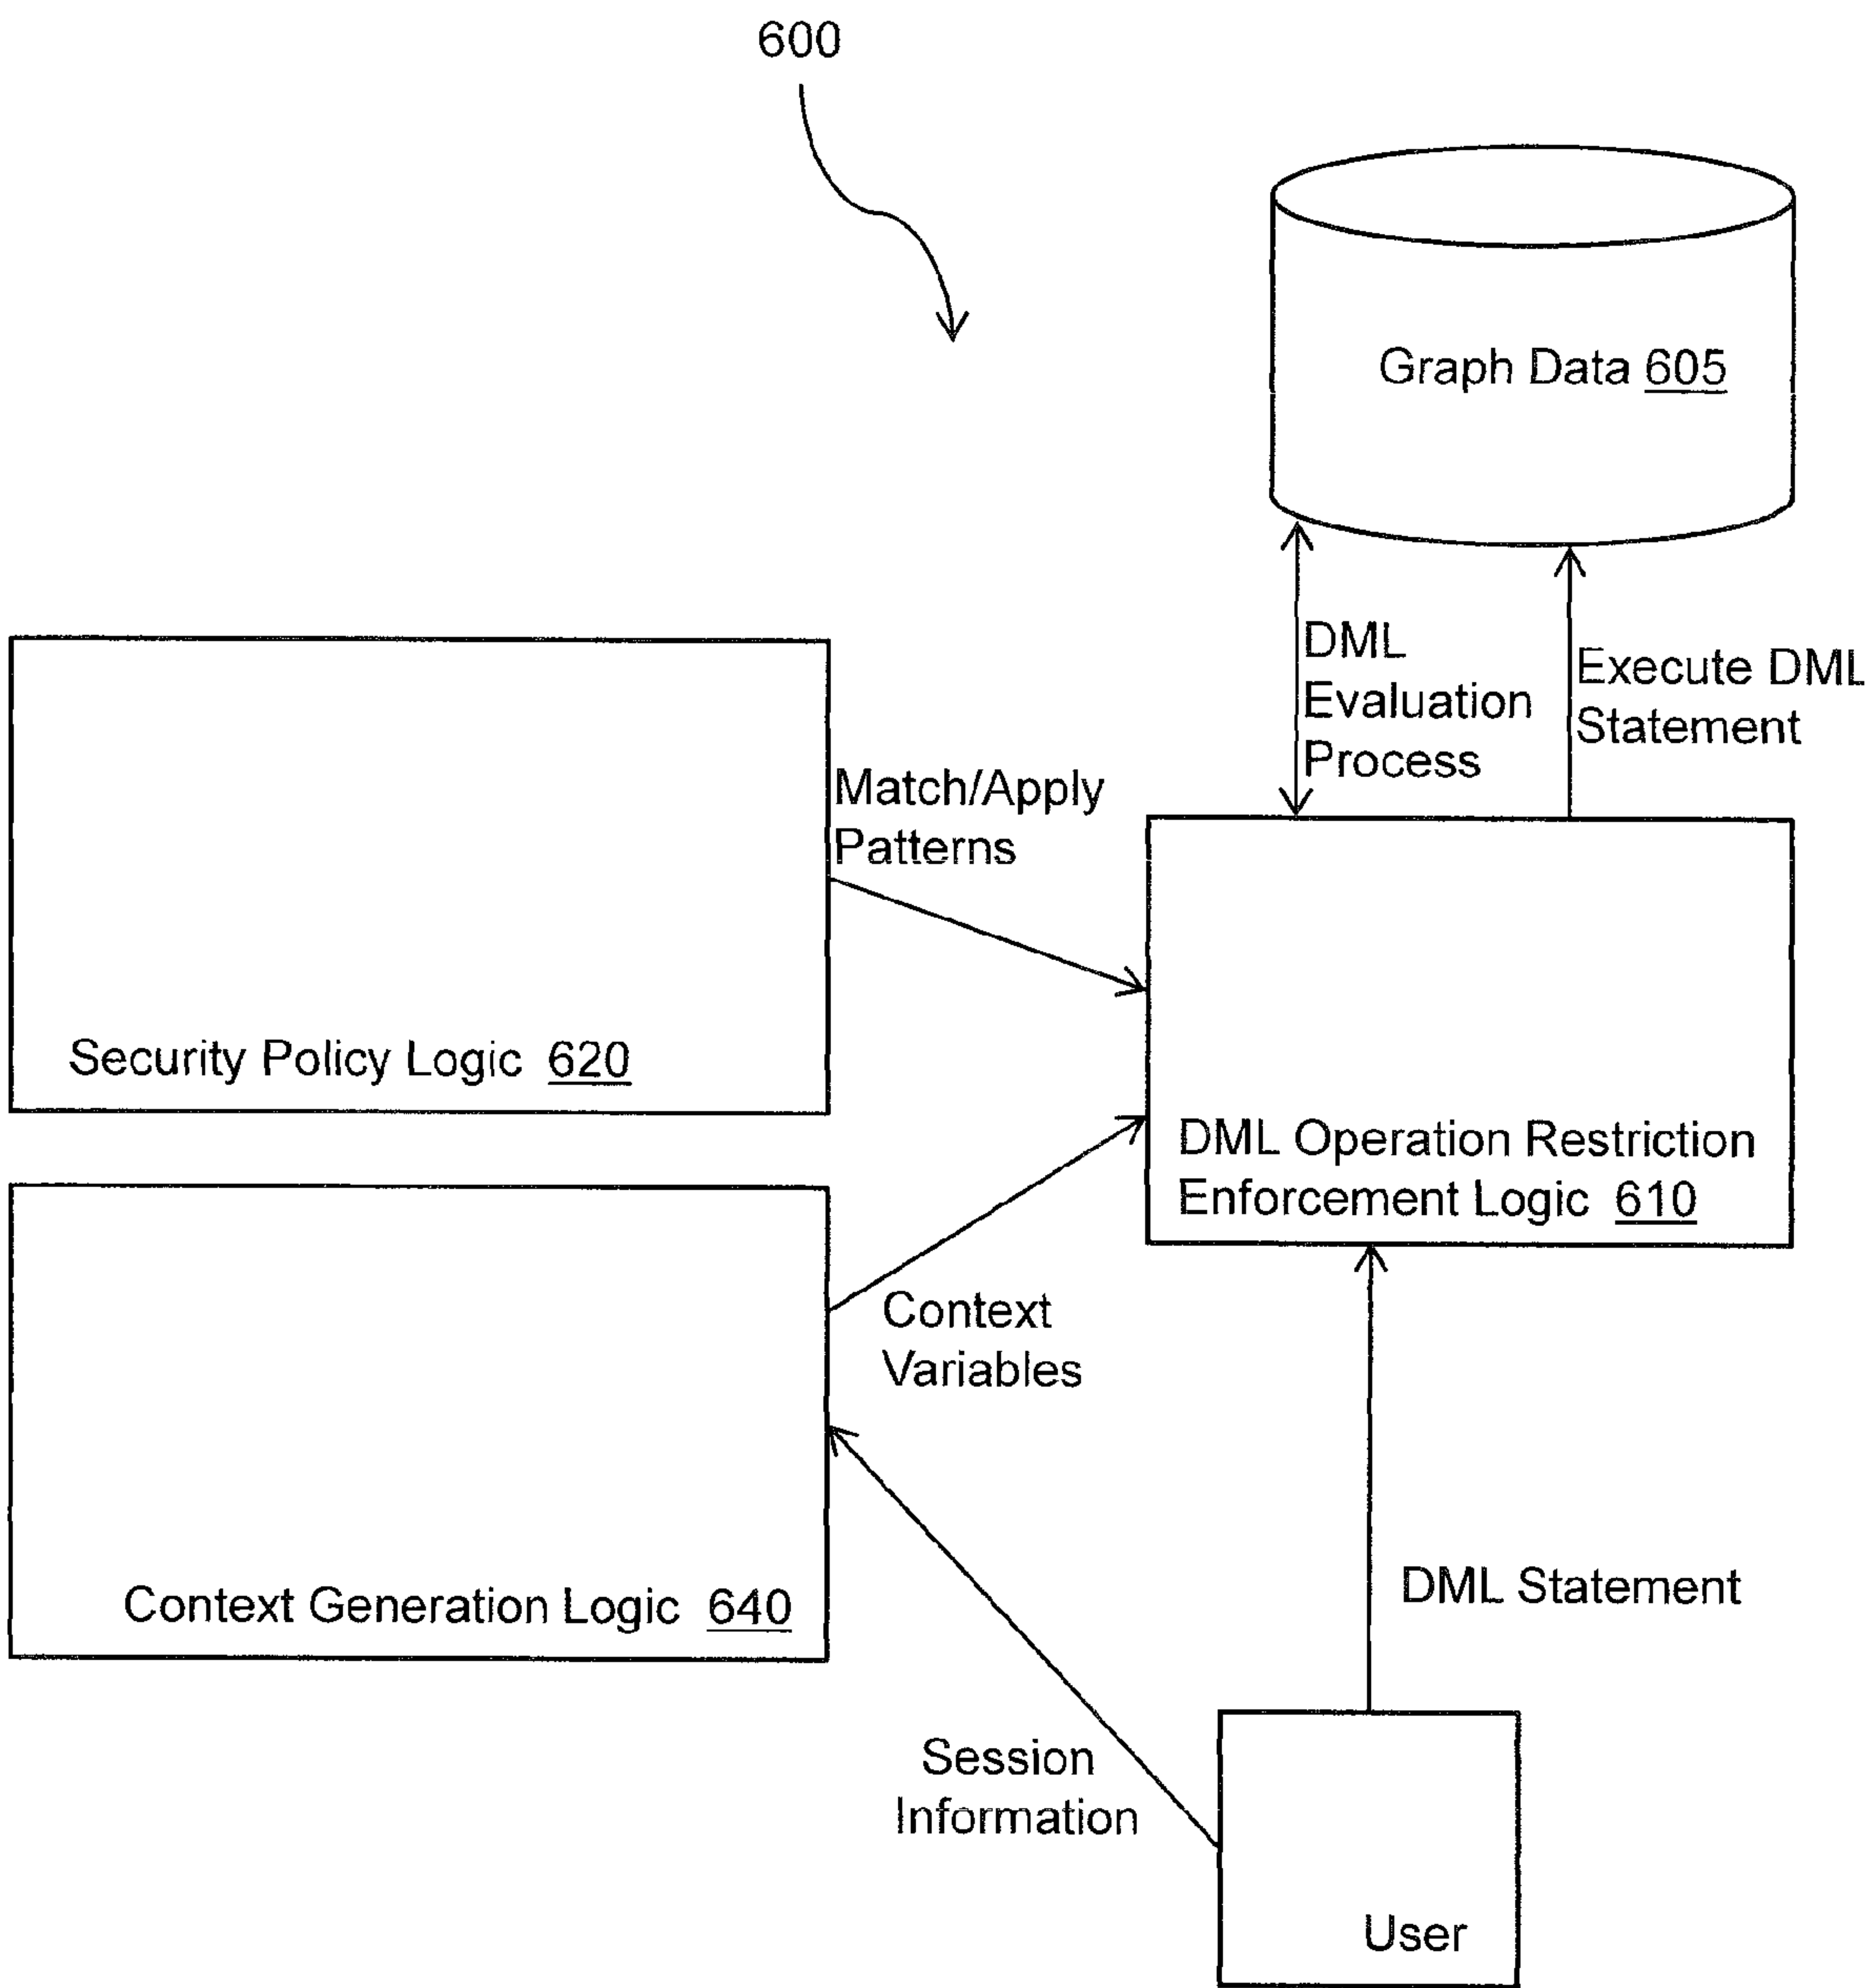 600
Graph Data 605
DML
Evaluation
Process
Execute DML
Statement
Match/Apply
Patterns
Security Policy Logic 620
DML Operation Restriction
Enforcement Logic 610
Context
Variables
Context Generation Logic 640
DML Statement
Session
Information
User